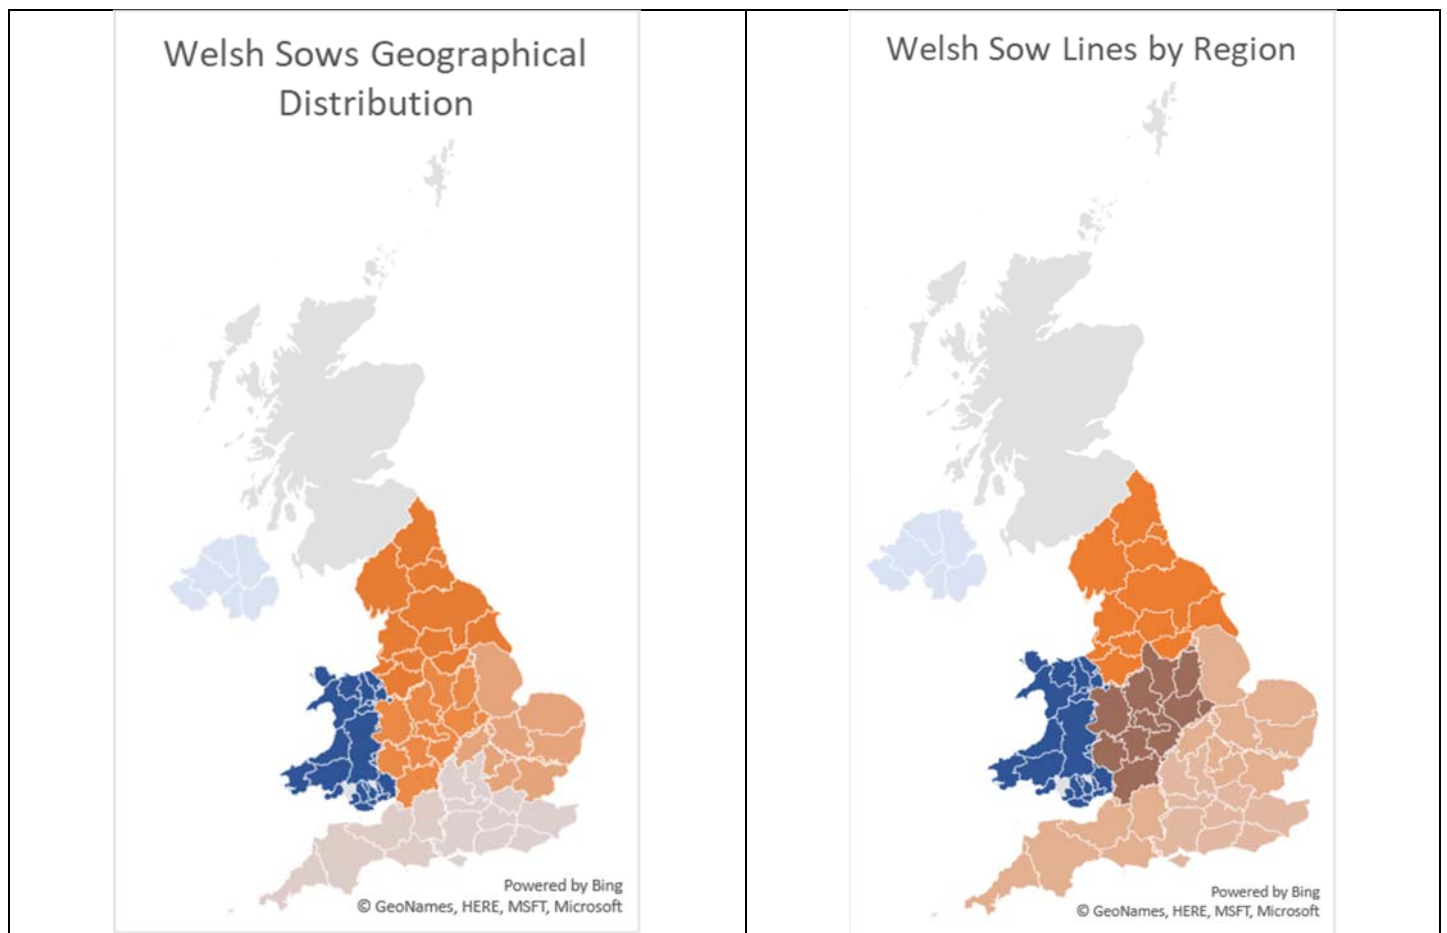 Welsh Sows Geographical
Distribution
Powered by Bing
© GeoNames, HERE, MSFT, Microsoft
Welsh Sow Lines by Region
Powered by Bing
© GeoNames, HERE, MSFT, Microsoft